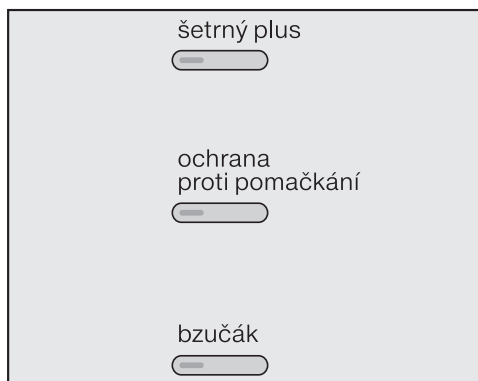 šetrný plus
ochrana
proti pomačkání
bzučák